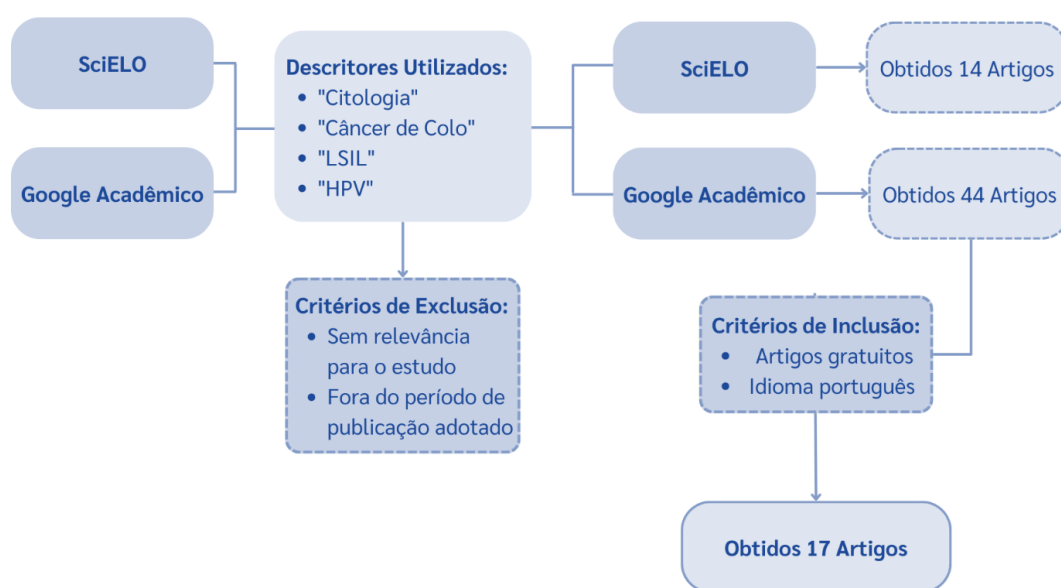 SciELO
Google Acadêmico
Descritores Utilizados:
• "Citologia"
• "Câncer de Colo"
• "LSIL"
• "HPV"
Critérios de Exclusão:
• Sem relevância
para o estudo
• Fora do período de
publicação adotado
SciELO
Obtidos 14 Artigos
Google Acadêmico
Obtidos 44 Artigos
Critérios de Inclusão:
• Artigos gratuitos
• Idioma português
Obtidos 17 Artigos